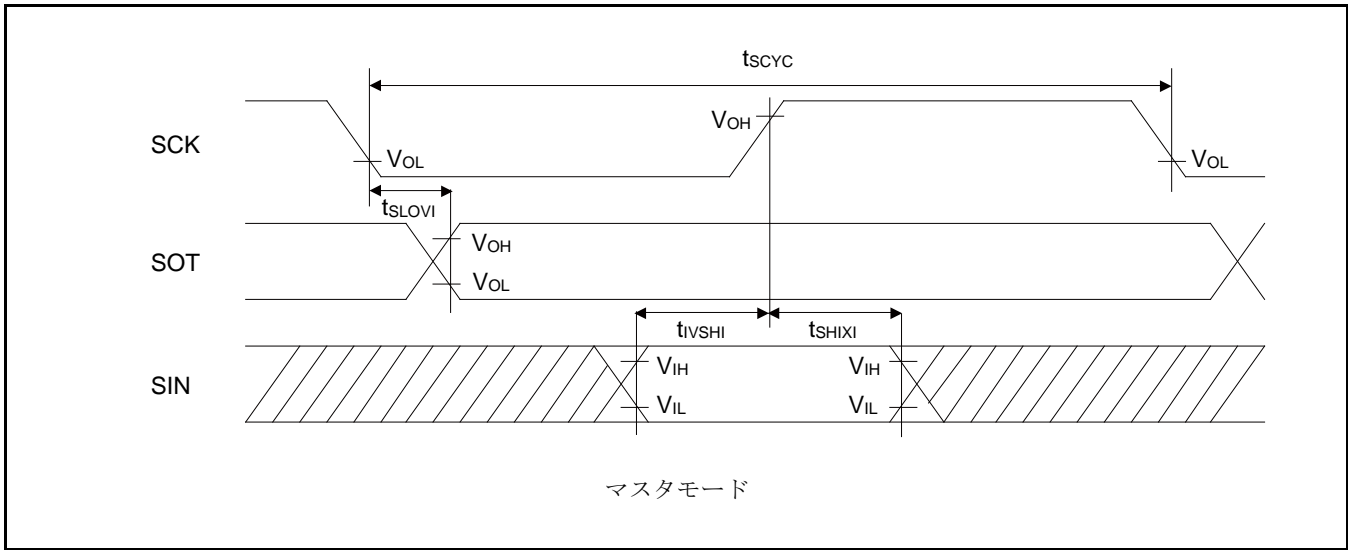 tSCYC
SCK
VOH
VOL
VOL
tSLOVI
SOT
VOH
VOL
tIVSHI
tSHIXI
SIN
VIH
VIH
VIL
VIL
マスタモード